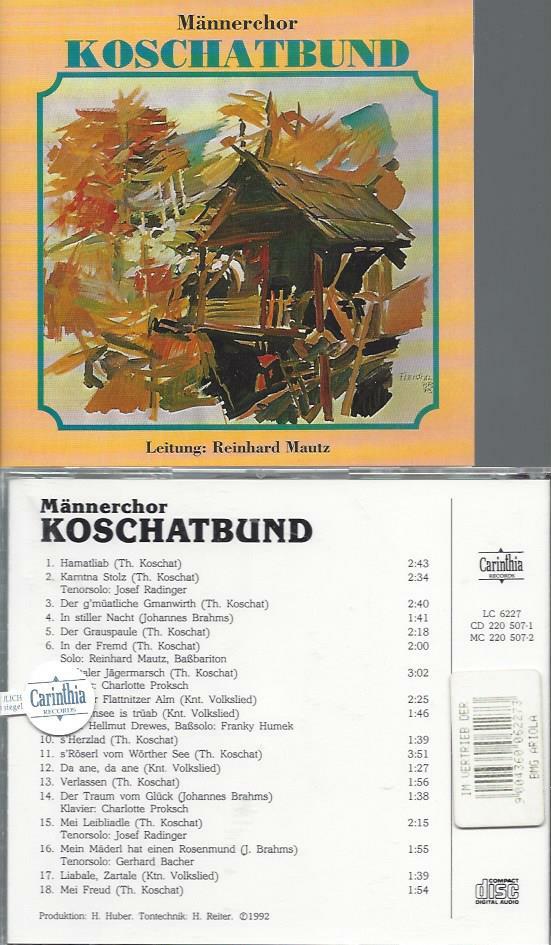 Männerchor
KOSCHATBUND
Leitung: Reinhard Mautz
Männerchor
KOSCHATBUND
1. Hamatliab (Th. Koschat) 2:43
2. Karntna Stolz (Th. Koschat) 2:34
Tenorsolo: Josef Radinger
3. Der g'müatliche Gmanwirth (Th. Koschat) 2:40
4. In stiller Nacht (Johannes Brahms) 1:41
5. Der Grauspaule (Th. Koschat) 2:18
6. In der Fremd (Th. Koschat) 2:00
Solo: Reinhard Mautz, Baßbariton
aler Jägermarsch (Th. Koschat) 3:02
: Charlotte Proksch
r Flattnitzer Alm (Knt. Volkslied) 2:25
nsee is trüab (Knt. Volkslied) 1:46
Hellmut Drewes, Baßsolo: Franky Humek
10. s'Herzlad (Th. Koschat) 1:39
11. s'Röserl vom Wörther See (Th. Koschat) 3:51
12. Da ane, da ane (Knt. Volkslied) 1:27
13. Verlassen (Th. Koschat) 1:56
14. Der Traum vom Glück (Johannes Brahms) 1:38
Klavier: Charlotte Proksch
15. Mei Leibliadle (Th. Koschat) 2:15
Tenorsolo: Josef Radinger
16. Mein Mäderl hat einen Rosenmund (J. Brahms) 1:55
Tenorsolo: Gerhard Bacher
17. Liabale, Zartale (Ktn. Volkslied) 1:39
18. Mei Freud (Th. Koschat) 1:54
Produktion: H. Huber. Tontechnik: H. Reiter. ©1992
Carinthia
RECORDS
Carinthia
RECORDS
LC 6227
CD 220 507-1
MC 220 507-2
IM VERTRIEB DER
BMG ARIOLA
COMPACT
disc
DIGITAL AUDIO